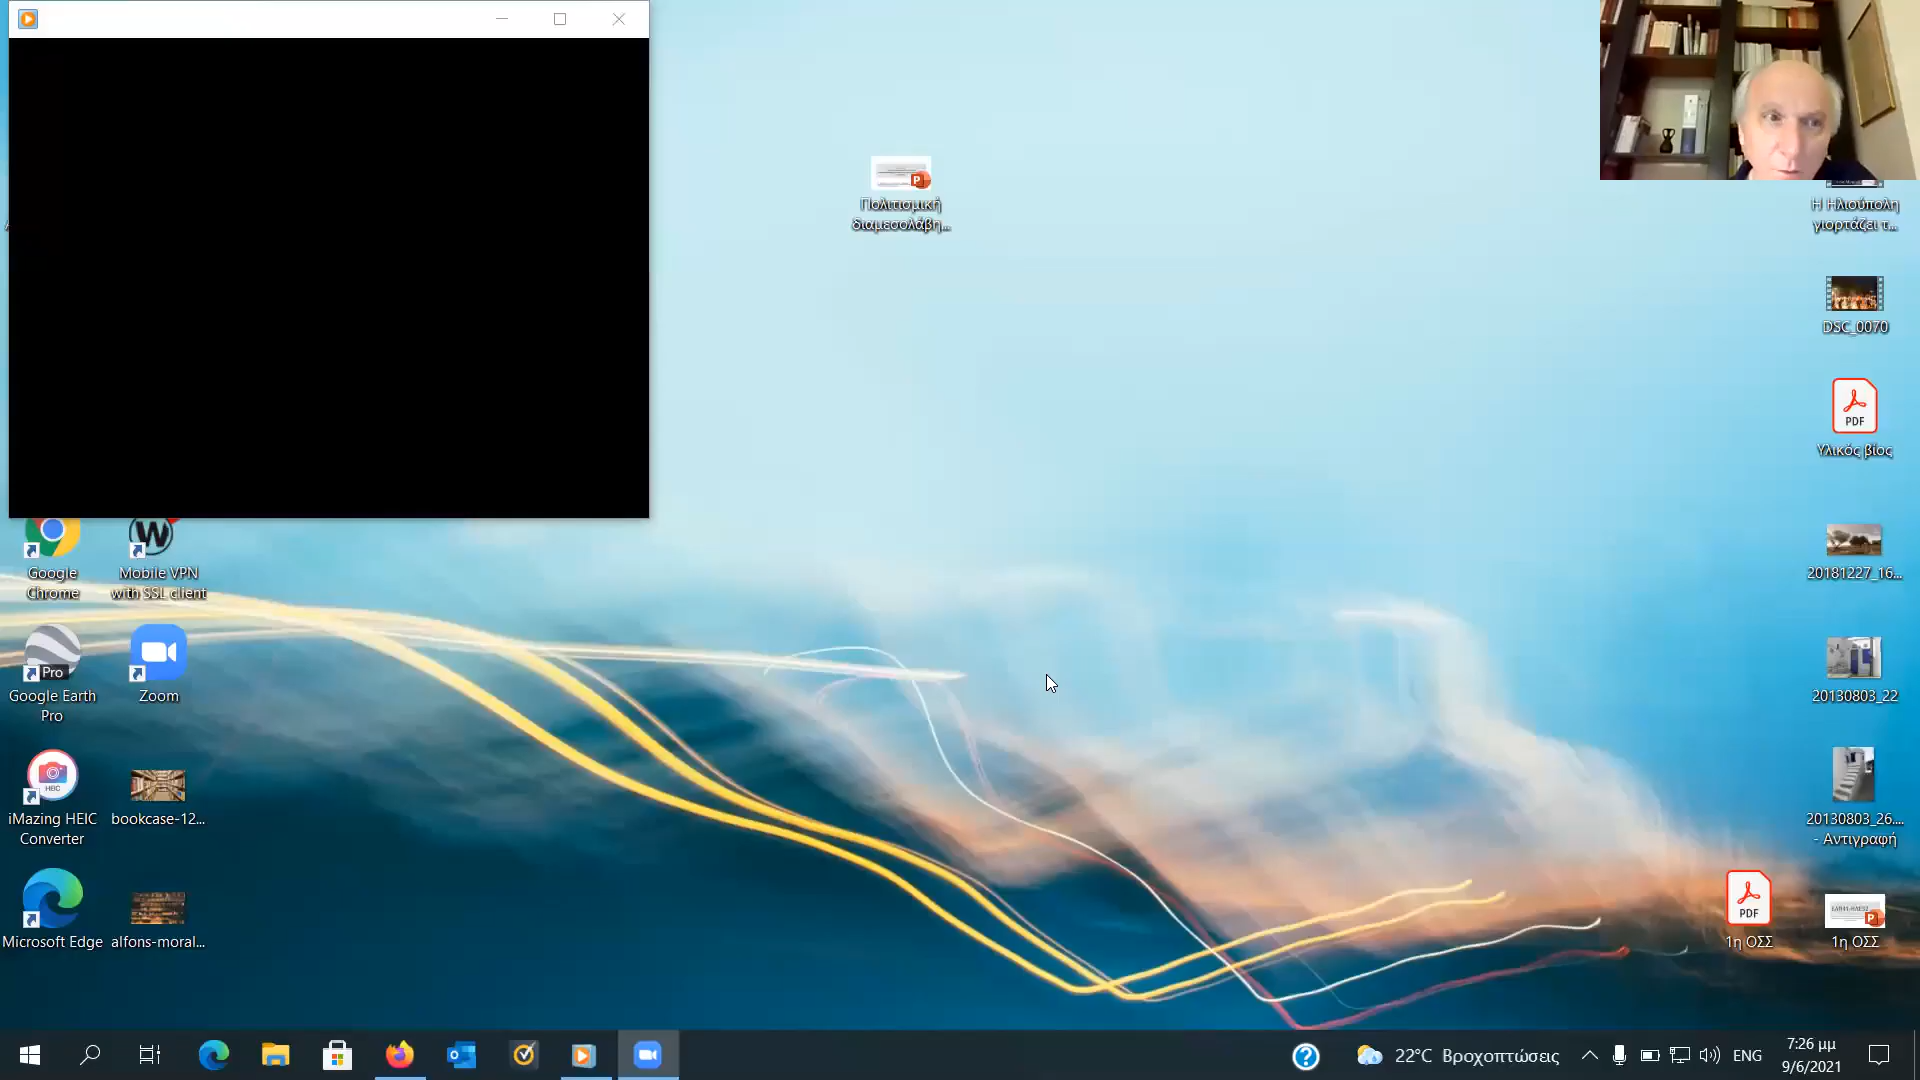 Πολιτισμική
διαμεσολάβη...
Η Ηλιούπολη
γιορτάζει τ...
DSC_0070
PDF
Υλικός βίος
20181227_16...
20130803_22
20130803_26....
- Αντιγραφή
PDF
1η ΟΣΣ
1η ΟΣΣ
Google
Chrome
Mobile VPN
with SSL client
Pro
Google Earth
Pro
Zoom
HEIC
iMazing HEIC
Converter
bookcase-12...
Microsoft Edge
alfons-moral...
22°C Βροχοπτώσεις
ENG
7:26 μμ
9/6/2021